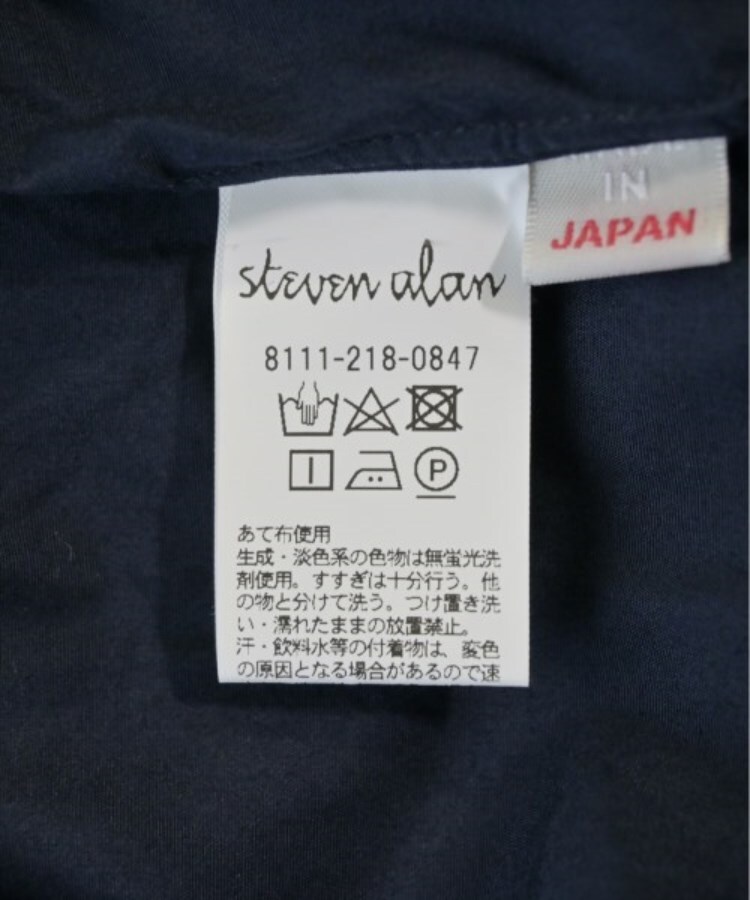 IN
JAPAN
steven alan
8111-218-0847
P
あて布使用
生成・淡色系の色物は無蛍光洗
剤使用。すすぎは十分行う。他
の物と分けて洗う。つけ置き洗
い・濡れたままの放置禁止。
汗・飲料水等の付着物は、変色
の原因となる場合があるので速